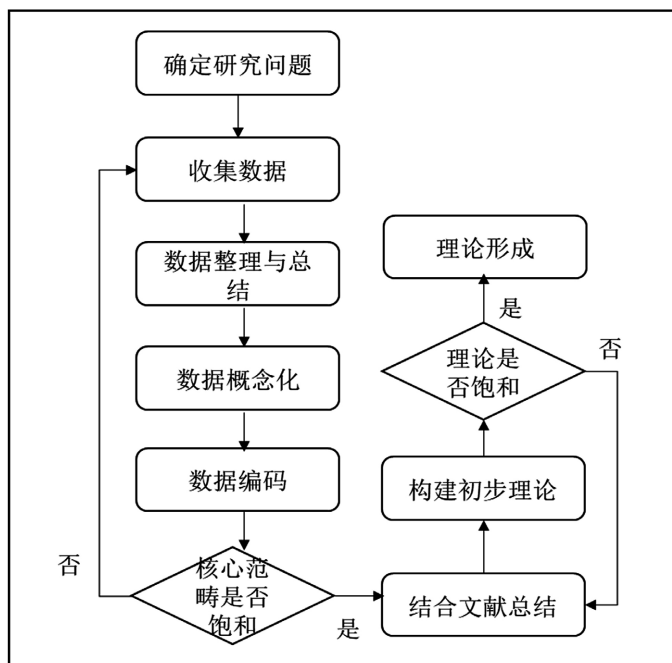 确定研究问题
收集数据
数据整理与总
结
数据概念化
数据编码
核心范
畴是否
饱和
否
是
结合文献总结
构建初步理论
理论是
否饱和
否
是
理论形成